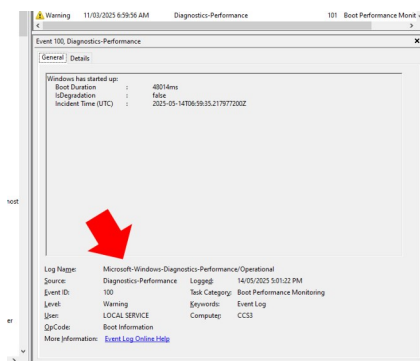 Warning 11/03/2025 6:59:56 AM Diagnostics-Performance 101 Boot Performance Monit
Event 100, Diagnostics-Performance
General Details
Windows has started up:
Boot Duration : 48014ms
IsDegradation : false
Incident Time (UTC) : 2025-05-14T06:59:35.217977200Z
host
Log Name: Microsoft-Windows-Diagnostics-Performance/Operational
Source: Diagnostics-Performance Logged: 14/05/2025 5:01:22 PM
Event ID: 100 Task Category: Boot Performance Monitoring
Level: Warning Keywords: Event Log
User: LOCAL SERVICE Computer: CCS3
er
OpCode: Boot Information
More Information: Event Log Online Help